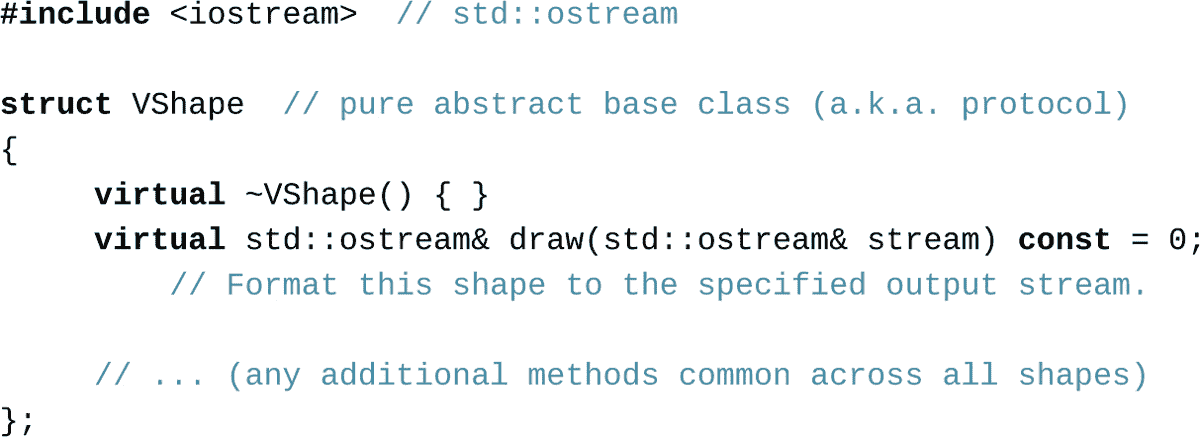 #include <iostream>  // std::ostream
struct VShape  // pure abstract base class (a.k.a. protocol)
{
     virtual ~VShape() { }
     virtual std::ostream& draw(std::ostream& stream) const = 0;
         // Format this shape to the specified output stream.
     // ... (any additional methods common across all shapes)
};